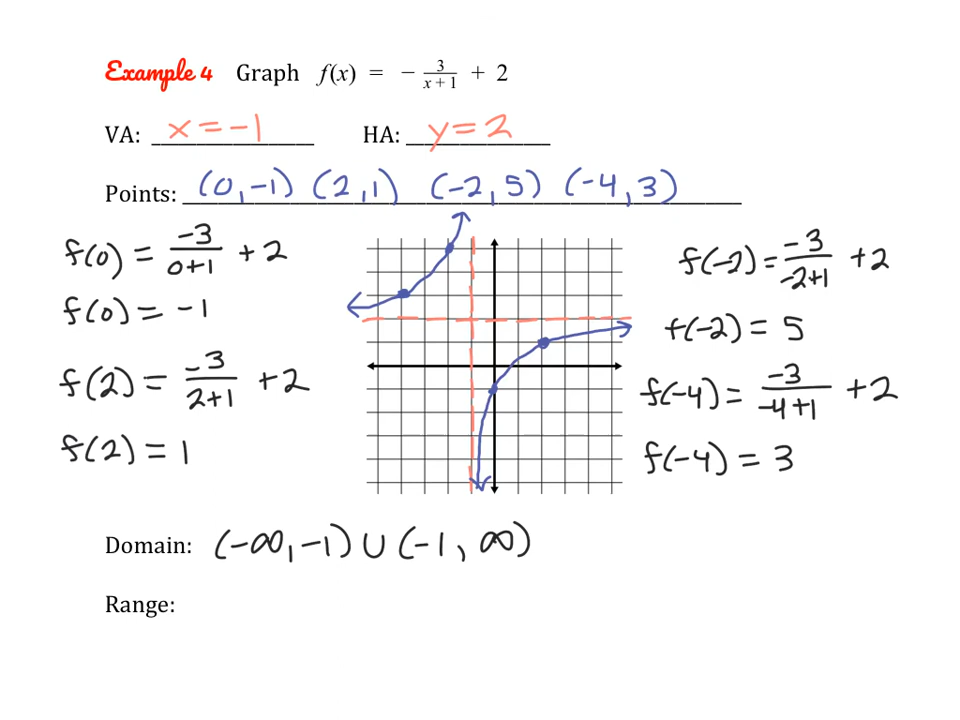 Example 4 Graph f(x) = - 3/(x + 1) + 2
VA: x = -1 HA: y = 2
Points: (0, -1) (2, 1) (-2, 5) (-4, 3)
f(0) = -3/(0+1) + 2
f(0) = -1
f(2) = -3/(2+1) + 2
f(2) = 1
f(-2) = -3/(-2+1) + 2
f(-2) = 5
f(-4) = -3/(-4+1) + 2
f(-4) = 3
Domain: (-∞, -1) ∪ (-1, ∞)
Range: